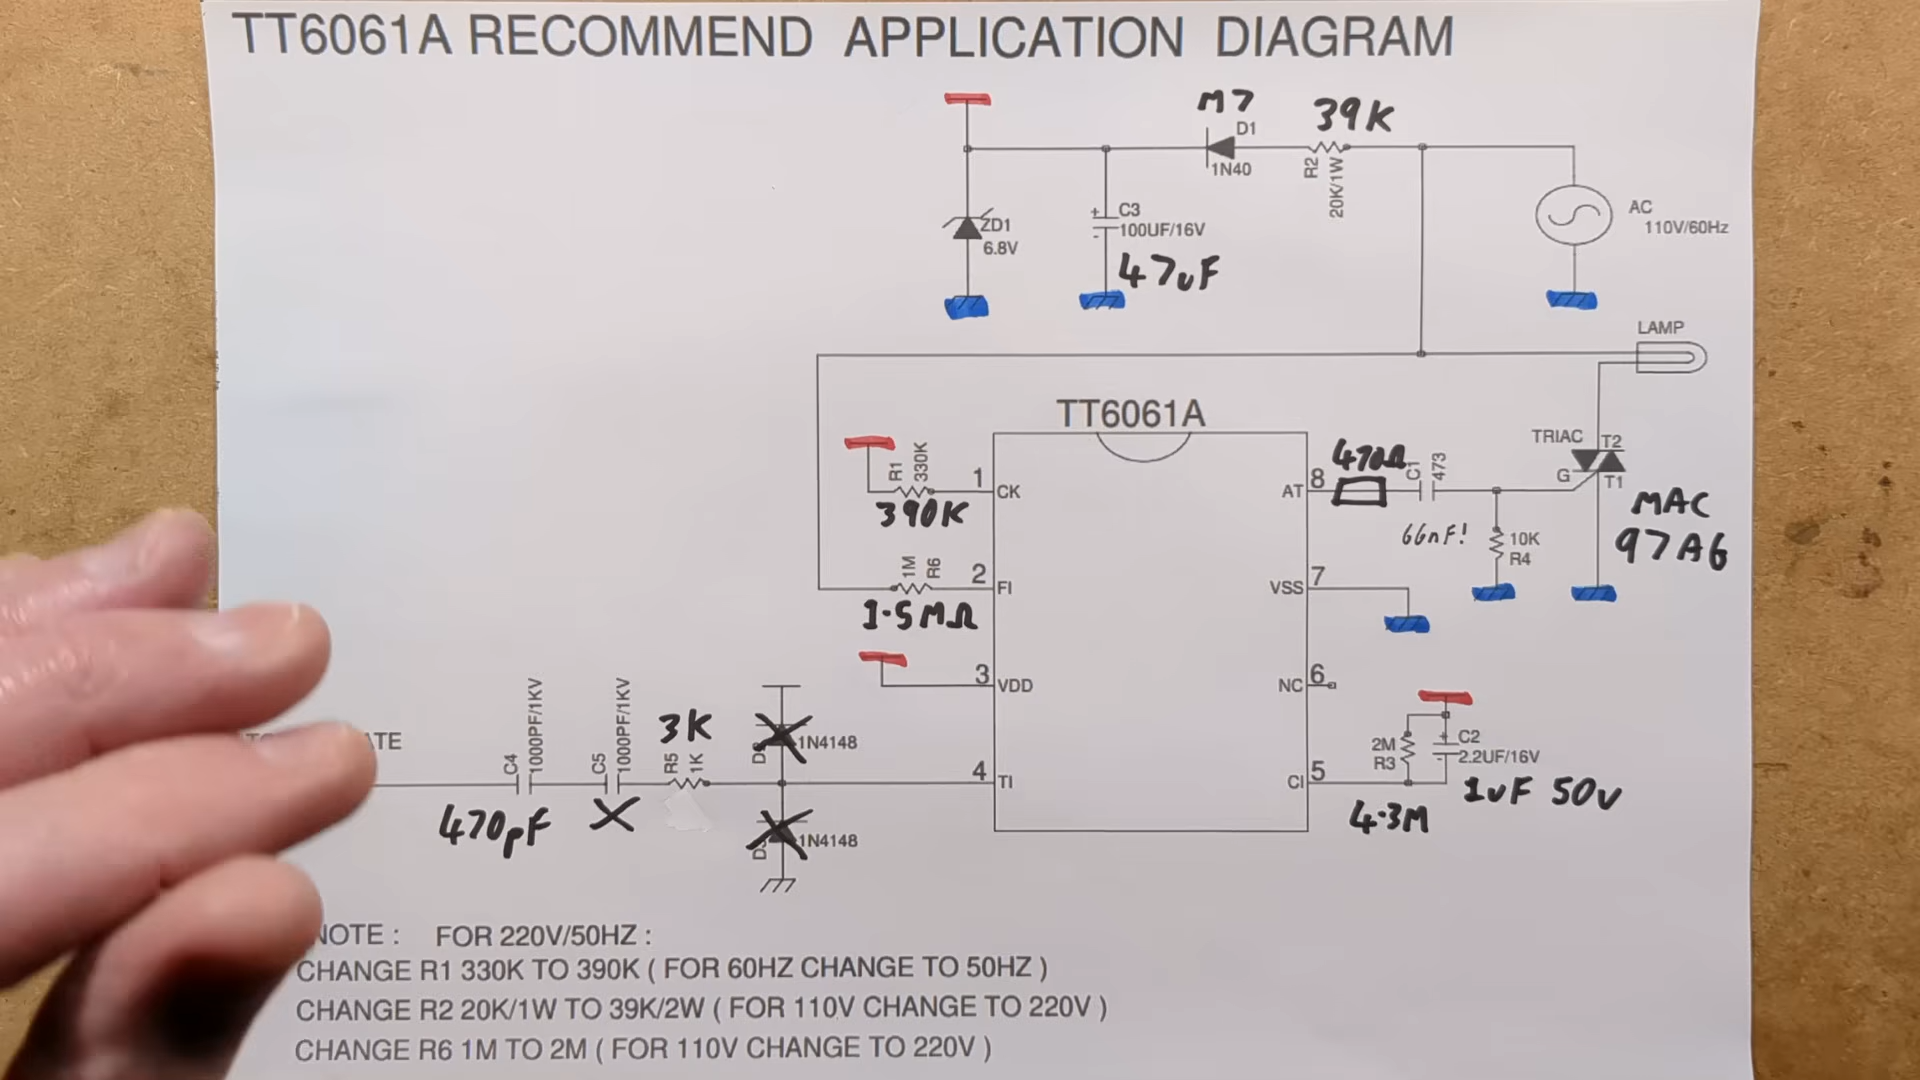 TT6061A RECOMMEND APPLICATION DIAGRAM
M7
39K
D1
1N40
R2
20K/1W
AC
110V/60Hz
ZD1
6.8V
+
C3
100UF/16V
-
47uF
LAMP
TT6061A
R1
330K
1
CK
390K
1M
R6
2
FI
1.5MΩ
3
VDD
4
TI
8
AT
470Ω
C1
473
66nF!
10K
R4
TRIAC
T2
G
T1
MAC
97A6
7
VSS
6
NC
5
CI
2M
R3
4.3M
+
C2
2.2UF/16V
-
1uF 50v
C4
1000PF/1KV
470pF
C5
1000PF/1KV
X
3K
R5
1K
1N4148
1N4148
NOTE : FOR 220V/50HZ :
CHANGE R1 330K TO 390K ( FOR 60HZ CHANGE TO 50HZ )
CHANGE R2 20K/1W TO 39K/2W ( FOR 110V CHANGE TO 220V )
CHANGE R6 1M TO 2M ( FOR 110V CHANGE TO 220V )